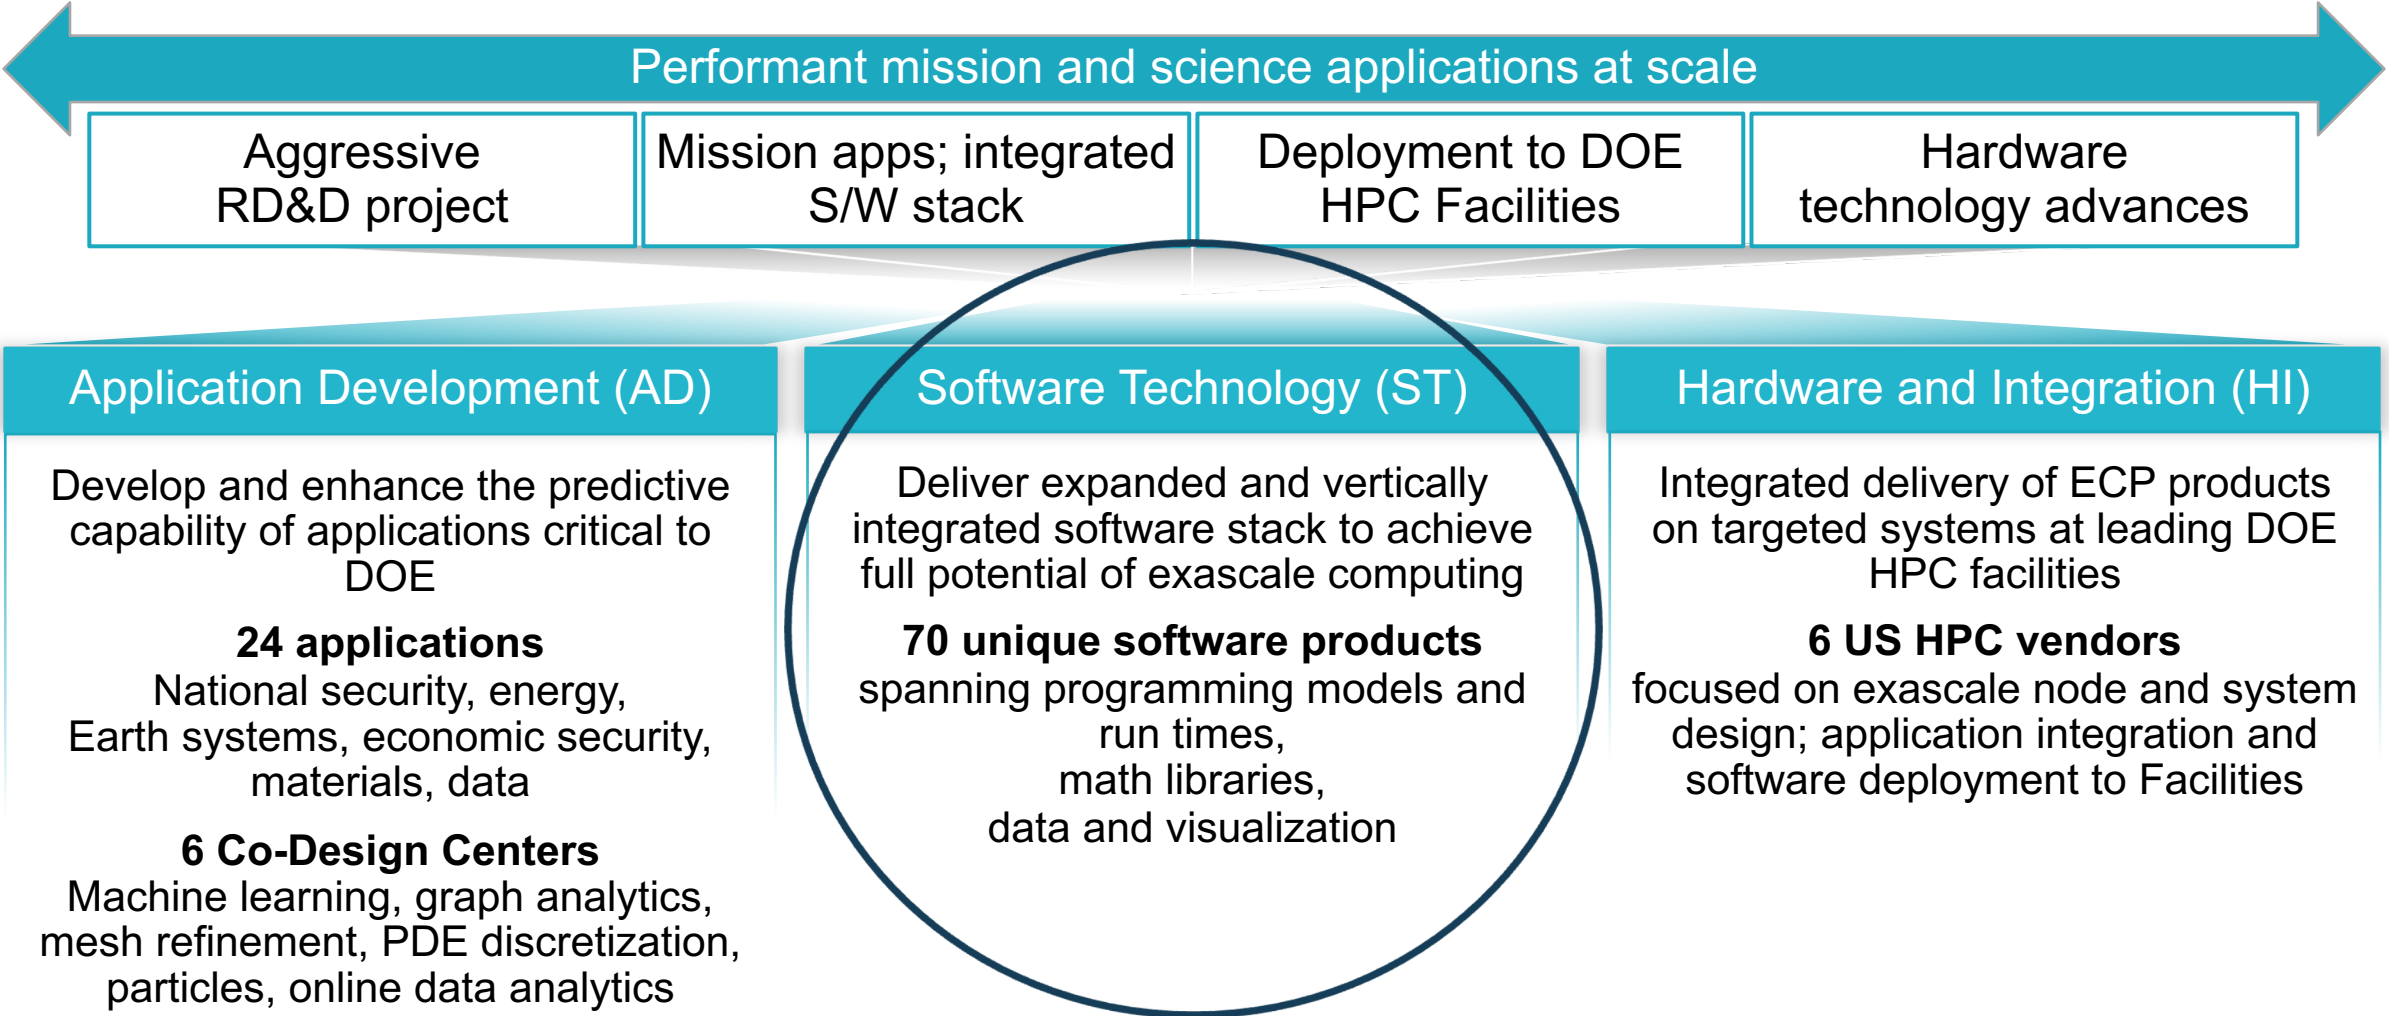 Performant mission and science applications at scale
Aggressive
RD&D project
Mission apps; integrated
S/W stack
Deployment to DOE
HPC Facilities
Hardware
technology advances
Application Development (AD)
Develop and enhance the predictive
capability of applications critical to
DOE
24 applications
National security, energy,
Earth systems, economic security,
materials, data
6 Co-Design Centers
Machine learning, graph analytics,
mesh refinement, PDE discretization,
particles, online data analytics
Software Technology (ST)
Deliver expanded and vertically
integrated software stack to achieve
full potential of exascale computing
70 unique software products
spanning programming models and
run times,
math libraries,
data and visualization
Hardware and Integration (HI)
Integrated delivery of ECP products
on targeted systems at leading DOE
HPC facilities
6 US HPC vendors
focused on exascale node and system
design; application integration and
software deployment to Facilities